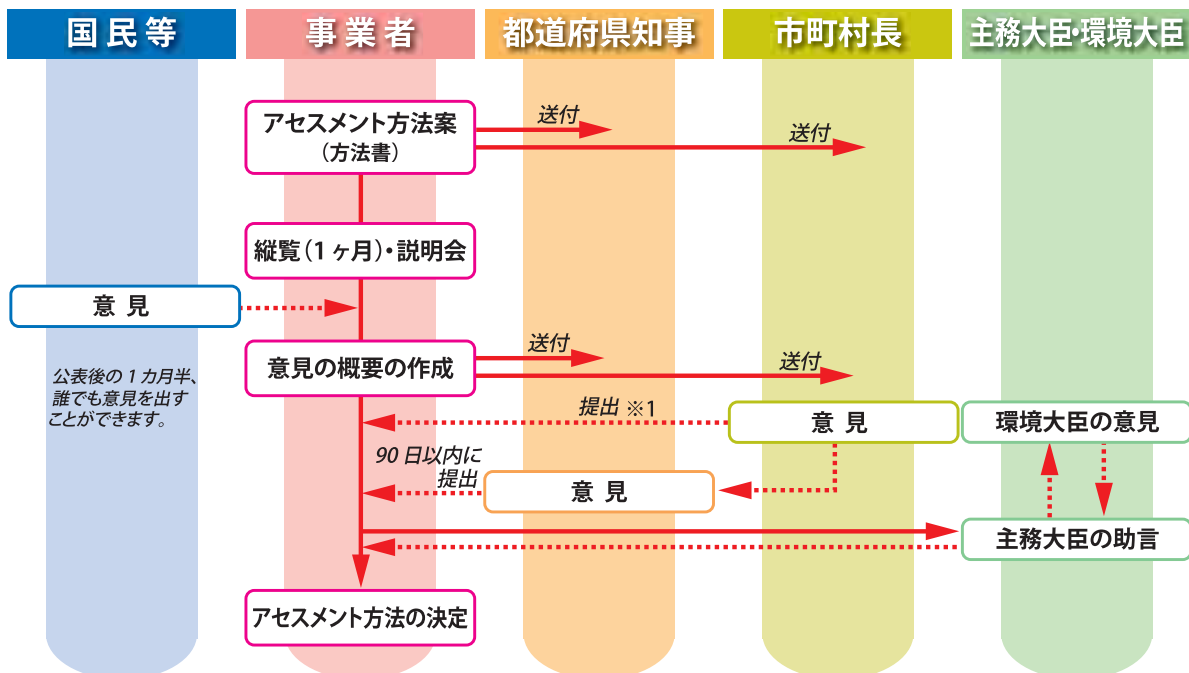 国民等
事業者
都道府県知事
市町村長
主務大臣・環境大臣
アセスメント方法案
（方法書）
送付
送付
縦覧（1ヶ月）・説明会
意見
公表後の1カ月半、
誰でも意見を出す
ことができます。
意見の概要の作成
送付
送付
提出 ※1
意見
環境大臣の意見
90日以内に
提出
意見
主務大臣の助言
アセスメント方法の決定